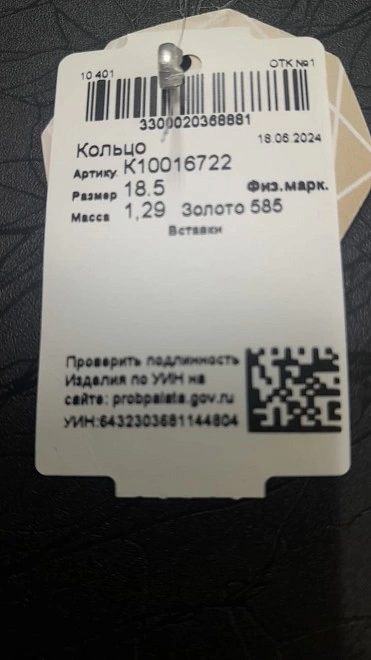 10 401 ОТК №1
3300020368881
18.06.2024
Кольцо
Артику. К10016722
Размер 18.5 Физ.марк.
Масса 1,29 Золото 585
Вставки
Проверить подлинность
Изделия по УИН на
сайте: probpalata.gov.ru
УИН:6432303681144804